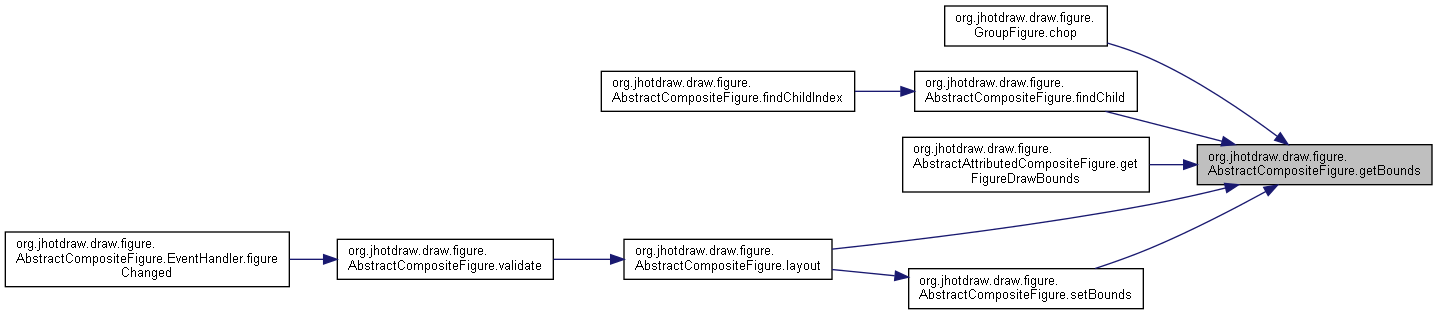 org.jhotdraw.draw.figure.
GroupFigure.chop
org.jhotdraw.draw.figure.
AbstractCompositeFigure.findChildIndex
org.jhotdraw.draw.figure.
AbstractCompositeFigure.findChild
org.jhotdraw.draw.figure.
AbstractAttributedCompositeFigure.get
FigureDrawBounds
org.jhotdraw.draw.figure.
AbstractCompositeFigure.getBounds
org.jhotdraw.draw.figure.
AbstractCompositeFigure.EventHandler.figure
Changed
org.jhotdraw.draw.figure.
AbstractCompositeFigure.validate
org.jhotdraw.draw.figure.
AbstractCompositeFigure.layout
org.jhotdraw.draw.figure.
AbstractCompositeFigure.setBounds